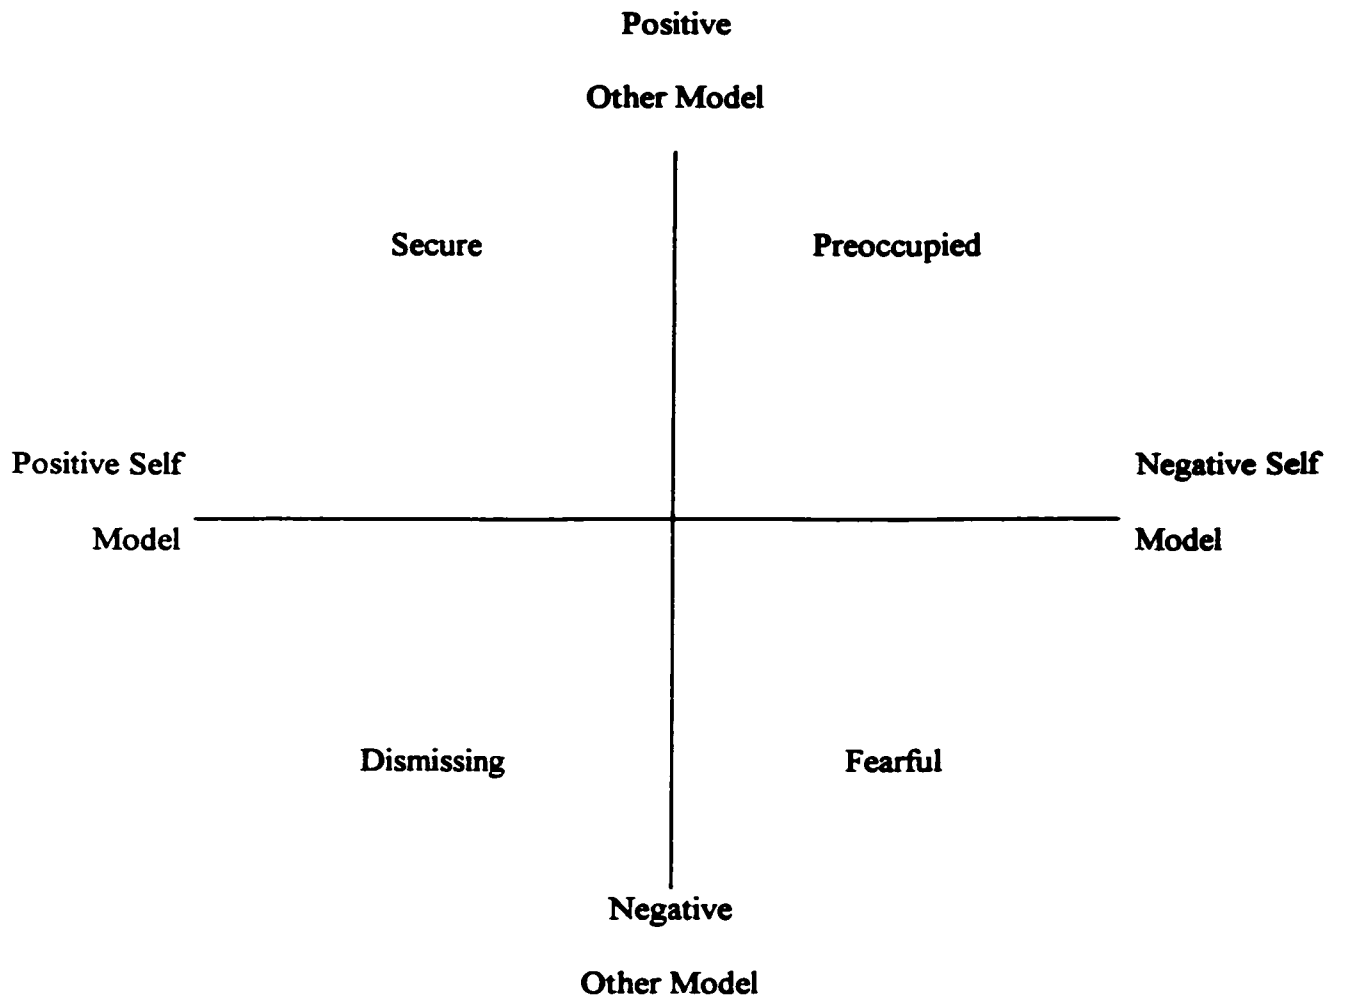 Positive
Other Model
Secure
Preoccupied
Positive Self
Model
Negative Self
Model
Dismissing
Fearful
Negative
Other Model